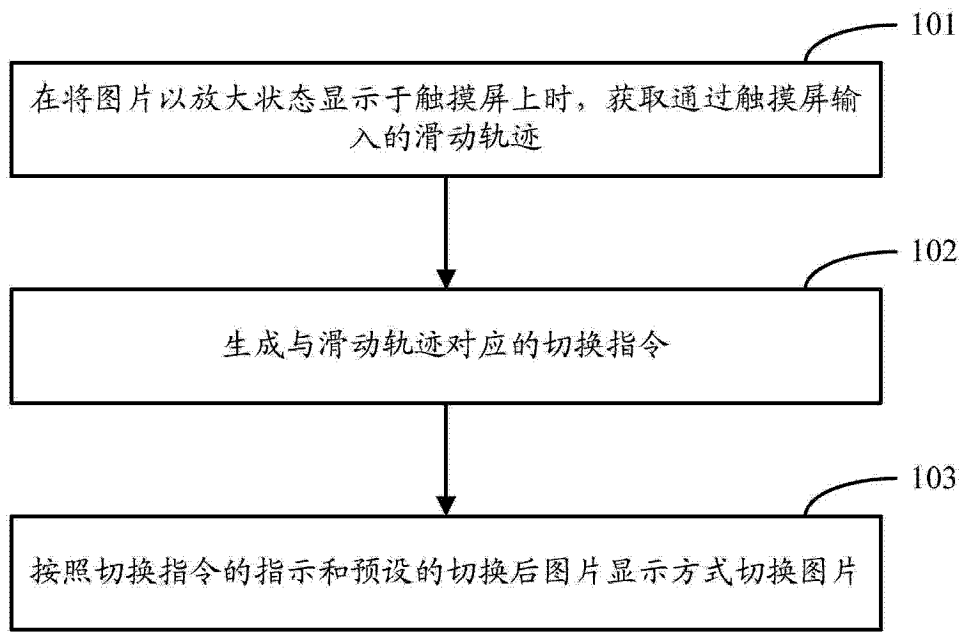 101
在将图片以放大状态显示于触摸屏上时，获取通过触摸屏输
入的滑动轨迹
102
生成与滑动轨迹对应的切换指令
103
按照切换指令的指示和预设的切换后图片显示方式切换图片